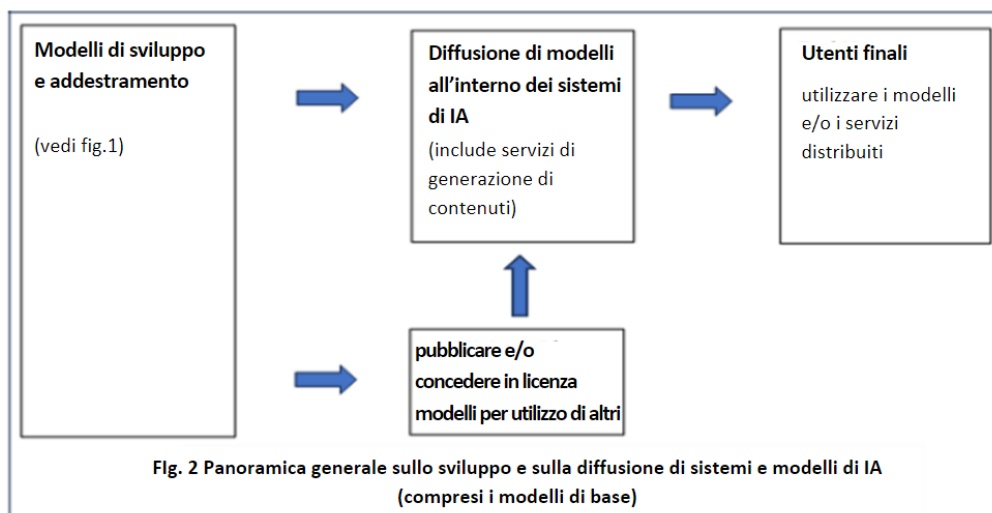 Modelli di sviluppo
e addestramento
(vedi fig.1)
Diffusione di modelli
all'interno dei sistemi
di IA
(include servizi di
generazione di
contenuti)
Utenti finali
utilizzare i modelli
e/o i servizi
distribuiti
pubblicare e/o
concedere in licenza
modelli per utilizzo di altri
FIg. 2 Panoramica generale sullo sviluppo e sulla diffusione di sistemi e modelli di IA
(compresi i modelli di base)